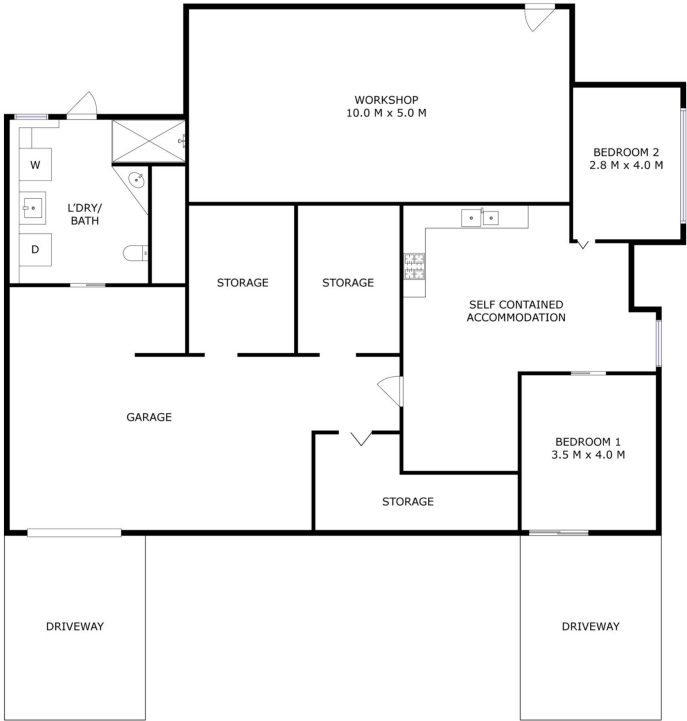 WORKSHOP
10.0 M x 5.0 M
BEDROOM 2
2.8 M x 4.0 M
W
L'DRY/
BATH
D
STORAGE
STORAGE
SELF CONTAINED
ACCOMMODATION
GARAGE
BEDROOM 1
3.5 M x 4.0 M
STORAGE
DRIVEWAY
DRIVEWAY